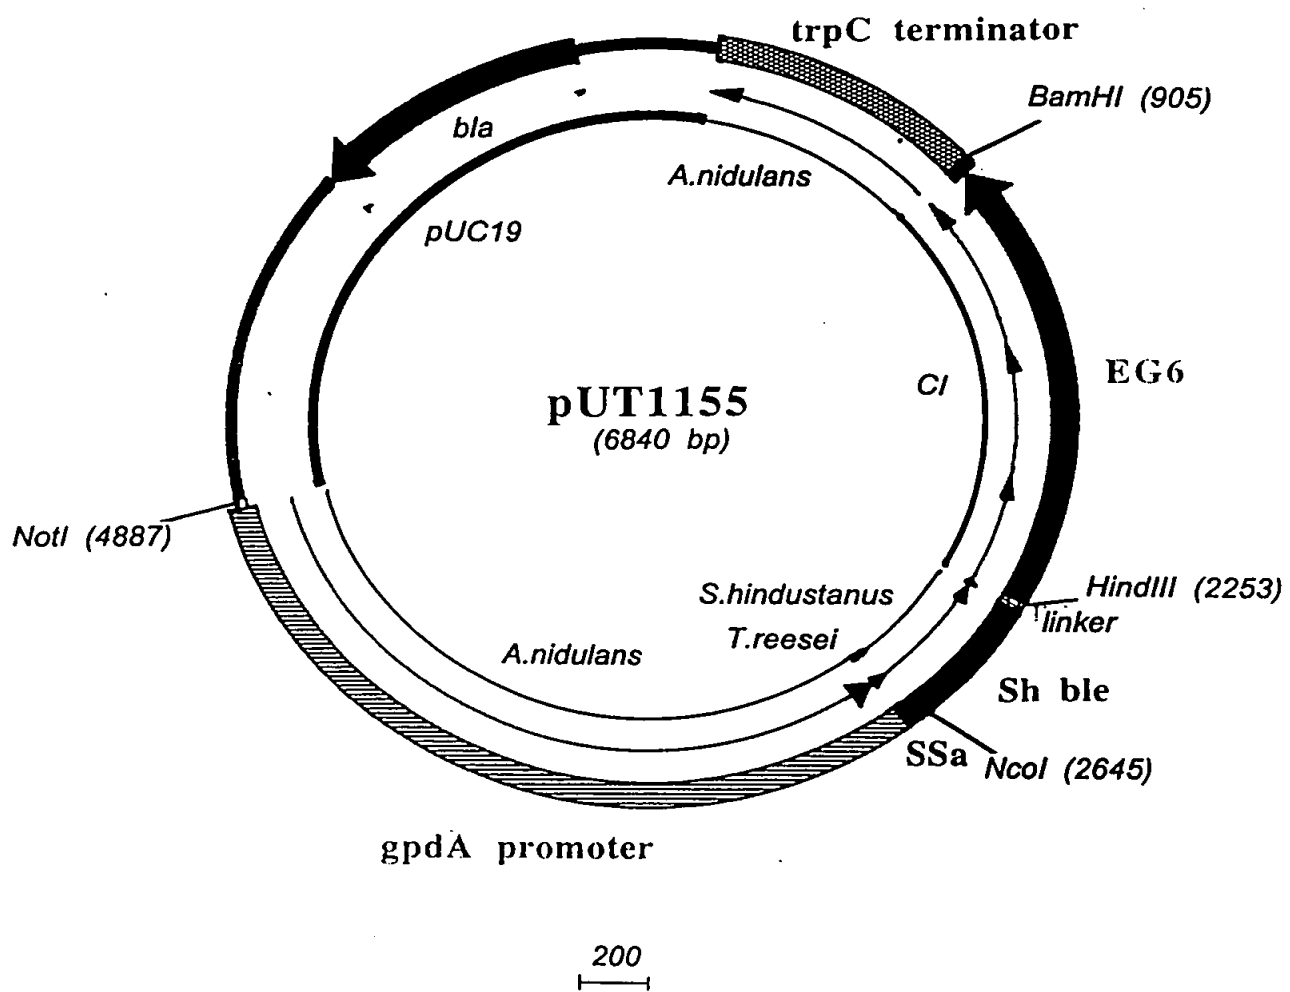 trpC terminator
BamHI (905)
bla
A.nidulans
pUC19
EG6
Cl
pUT1155
(6840 bp)
NotI (4887)
HindIII (2253)
linker
S.hindustanus
T.reesei
A.nidulans
Sh ble
SSa
NcoI (2645)
gpdA promoter
200